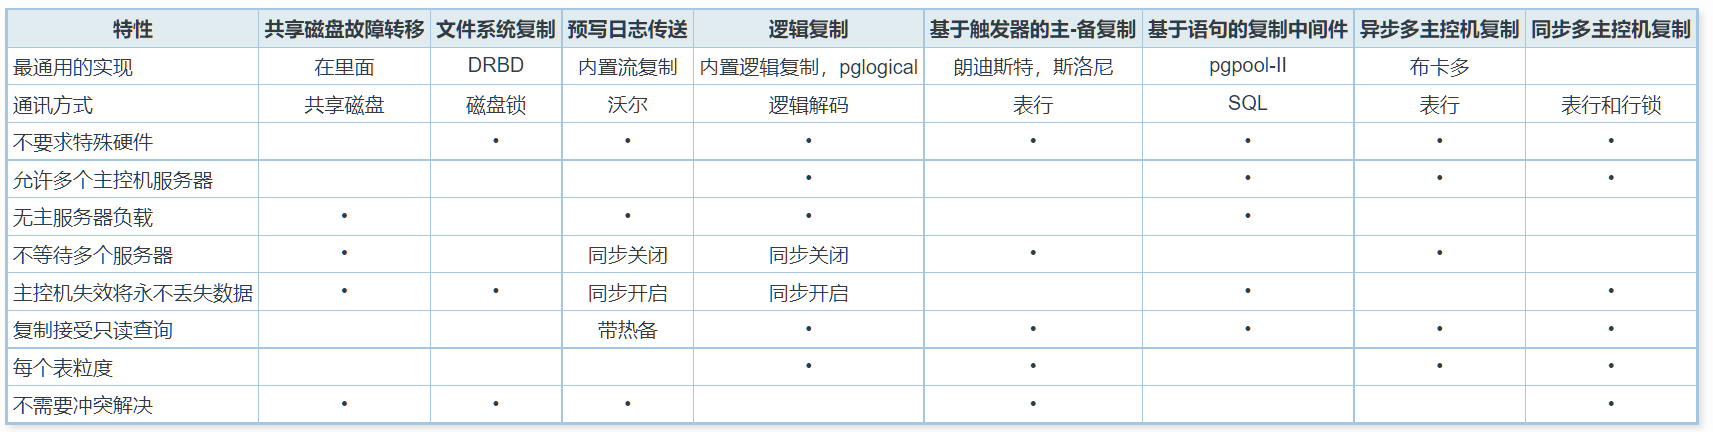 特性 共享磁盘故障转移 文件系统复制 预写日志传送 逻辑复制 基于触发器的主-备复制 基于语句的复制中间件 异步多主控机复制 同步多主控机复制
最通用的实现 在里面 DRBD 内置流复制 内置逻辑复制，pglogical 朗迪斯特，斯洛尼 pgpool-II 布卡多
通讯方式 共享磁盘 磁盘锁 沃尔 逻辑解码 表行 SQL 表行 表行和行锁
不要求特殊硬件 • • • • • • •
允许多个主控机服务器 • • • •
无主服务器负载 • • • •
不等待多个服务器 • 同步关闭 同步关闭 • •
主控机失效将永不丢失数据 • • 同步开启 同步开启 • •
复制接受只读查询 带热备 • • • • •
每个表粒度 • • • •
不需要冲突解决 • • • • •